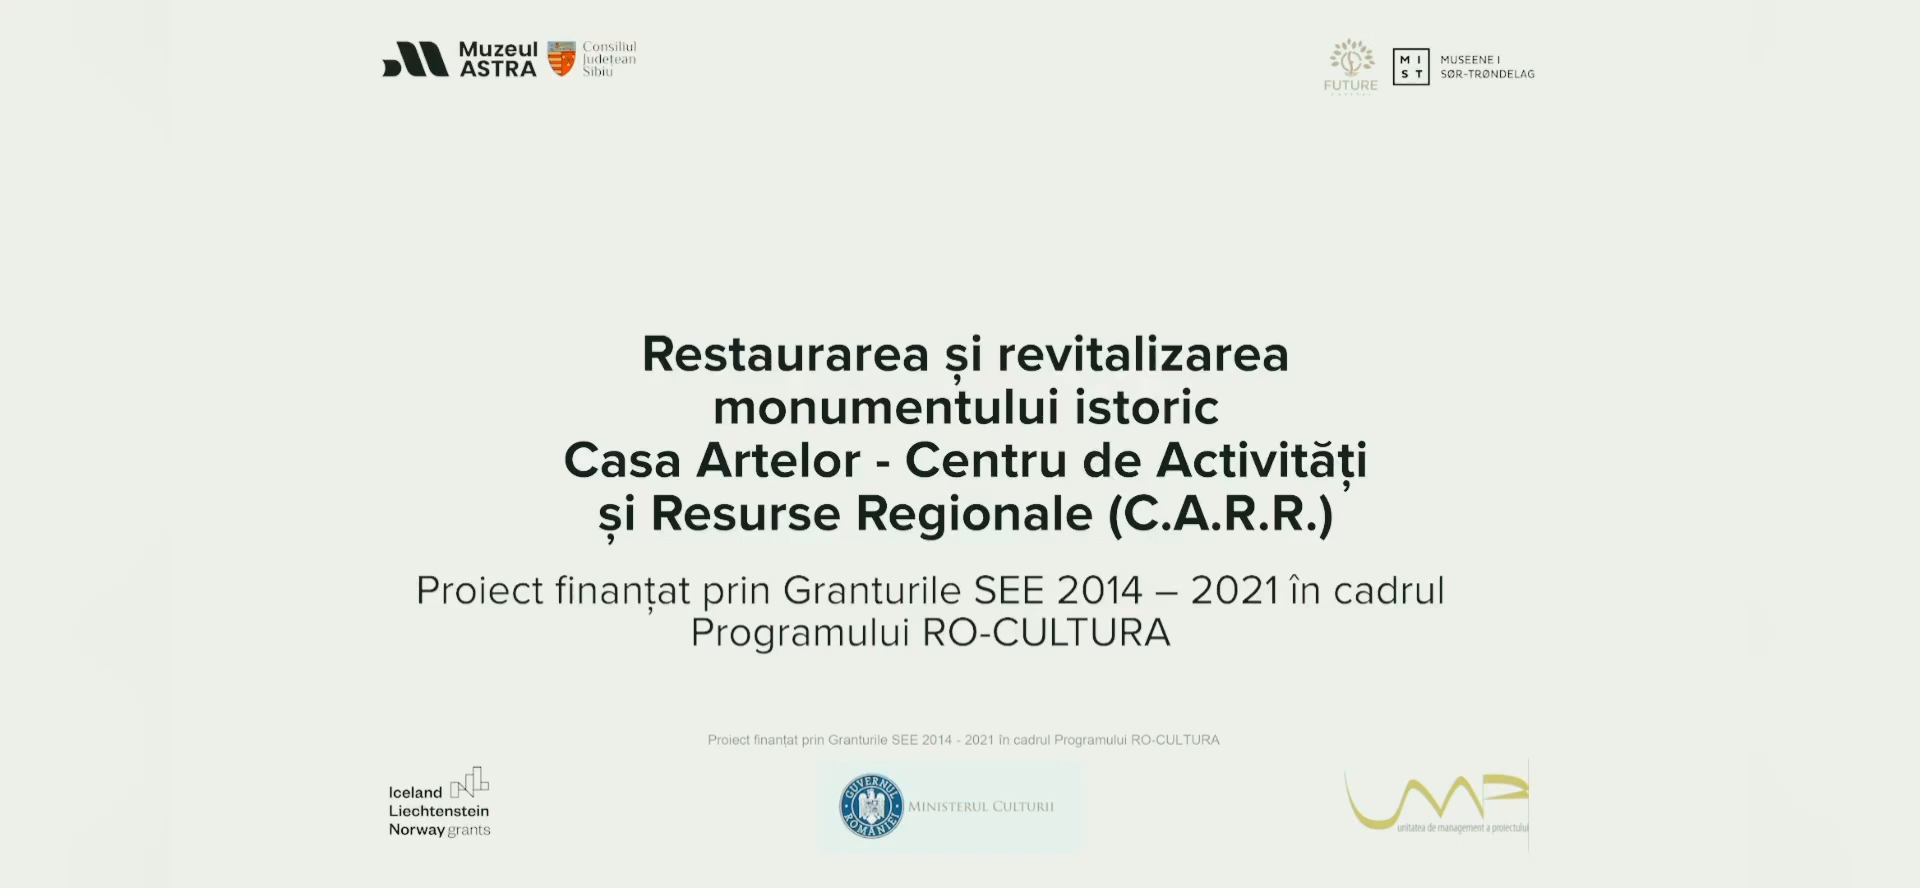 Muzeul
ASTRA
Consiliul
Județean
Sibiu
FUTURE
M I
S T
MUSEENE I
SØR-TRØNDELAG
Restaurarea și revitalizarea
monumentului istoric
Casa Artelor - Centru de Activități
și Resurse Regionale (C.A.R.R.)
Proiect finanțat prin Granturile SEE 2014 – 2021 în cadrul
Programului RO-CULTURA
Proiect finanțat prin Granturile SEE 2014 - 2021 în cadrul Programului RO-CULTURA
Iceland
Liechtenstein
Norway grants
GUVERNUL
ROMÂNIEI
MINISTERUL CULTURII
UMP
unitatea de management a proiectului